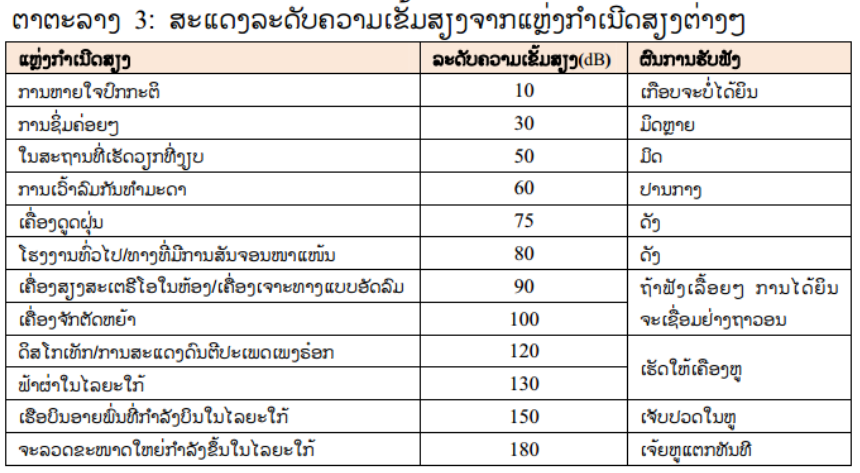 ຕາຕະລາງ 3: ສະແດງລະດັບຄວາມເຂັ້ມສຽງຈາກແຫຼ່ງກຳເນີດສຽງຕ່າງໆ
ແຫຼ່ງກຳເນີດສຽງ ລະດັບຄວາມເຂັ້ມສຽງ(dB) ຜົນການຮັບຟັງ
ການຫາຍໃຈປົກກະຕິ 10 ເກືອບຈະບໍ່ໄດ້ຍິນ
ການຊິ່ມຄ່ອຍໆ 30 ມິດຫຼາຍ
ໃນສະຖານທີ່ເຮັດວຽກທີ່ງຽບ 50 ມິດ
ການເວົ້າລົມກັນທຳມະດາ 60 ປານກາງ
ເຄື່ອງດູດຝຸ່ນ 75 ດັງ
ໂຮງງານທົ່ວໄປ/ທາງທີ່ມີການສັນຈອນໜາແໜ້ນ 80 ດັງ
ເຄື່ອງສຽງສະເຕຣິໂອໃນຫ້ອງ/ເຄື່ອງເຈາະທາງແບບອັດລົມ 90 ຖ້າຟັງເລື້ອຍໆ ການໄດ້ຍິນ
ເຄື່ອງຈັກຕັດຫຍ້າ 100 ຈະເຊື່ອມຢ່າງຖາວອນ
ດິສໂກເທັກ/ການສະແດງດົນຕີປະເພດເພງຣ໋ອກ 120
ເຮັດໃຫ້ເຄືອງຫູ
ຟ້າຜ່າໃນໄລຍະໃກ້ 130
ເຮືອບິນອາຍພົ່ນທີ່ກຳລັງບິນໃນໄລຍະໃກ້ 150 ເຈັບປວດໃນຫູ
ຈະລວດຂະໜາດໃຫຍ່ກຳລັງຂຶ້ນໃນໄລຍະໃກ້ 180 ເຈ້ຍຫູແຕກທັນທີ